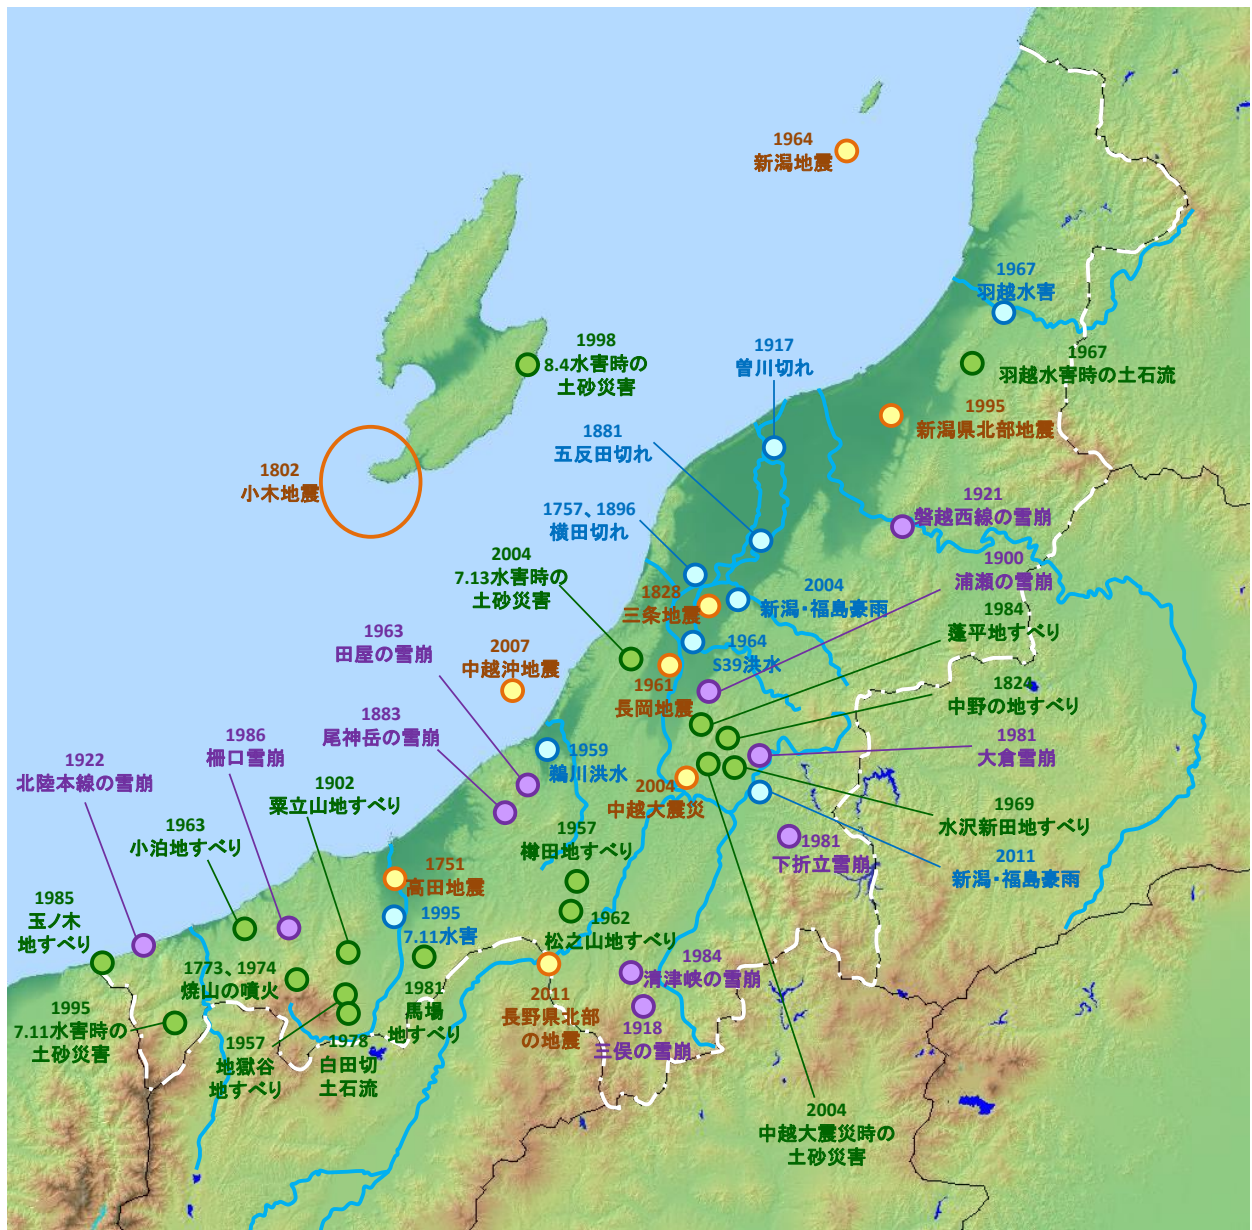 1964
新潟地震
1967
羽越水害
1998
8.4水害時の
土砂災害
1917
曽川切れ
1967
羽越水害時の土石流
1995
新潟県北部地震
1881
五反田切れ
1802
小木地震
1757、1896
横田切れ
1921
磐越西線の雪崩
2004
7.13水害時の
土砂災害
1900
浦瀬の雪崩
1828
三条地震
2004
新潟・福島豪雨
1984
蓬平地すべり
1963
田屋の雪崩
2007
中越沖地震
1964
S39洪水
1961
長岡地震
1824
中野の地すべり
1883
尾神岳の雪崩
1986
柵口雪崩
1922
北陸本線の雪崩
1959
鵜川洪水
1981
大倉雪崩
1902
粟立山地すべり
2004
中越大震災
1969
水沢新田地すべり
1963
小泊地すべり
1957
樽田地すべり
1981
下折立雪崩
2011
新潟・福島豪雨
1751
高田地震
1985
玉ノ木
地すべり
1995
7.11水害
1962
松之山地すべり
1773、1974
焼山の噴火
1984
清津峡の雪崩
1981
馬場
地すべり
2011
長野県北部
の地震
1995
7.11水害時の
土砂災害
1957
地獄谷
地すべり
1978
白田切
土石流
1918
三俣の雪崩
2004
中越大震災時の
土砂災害